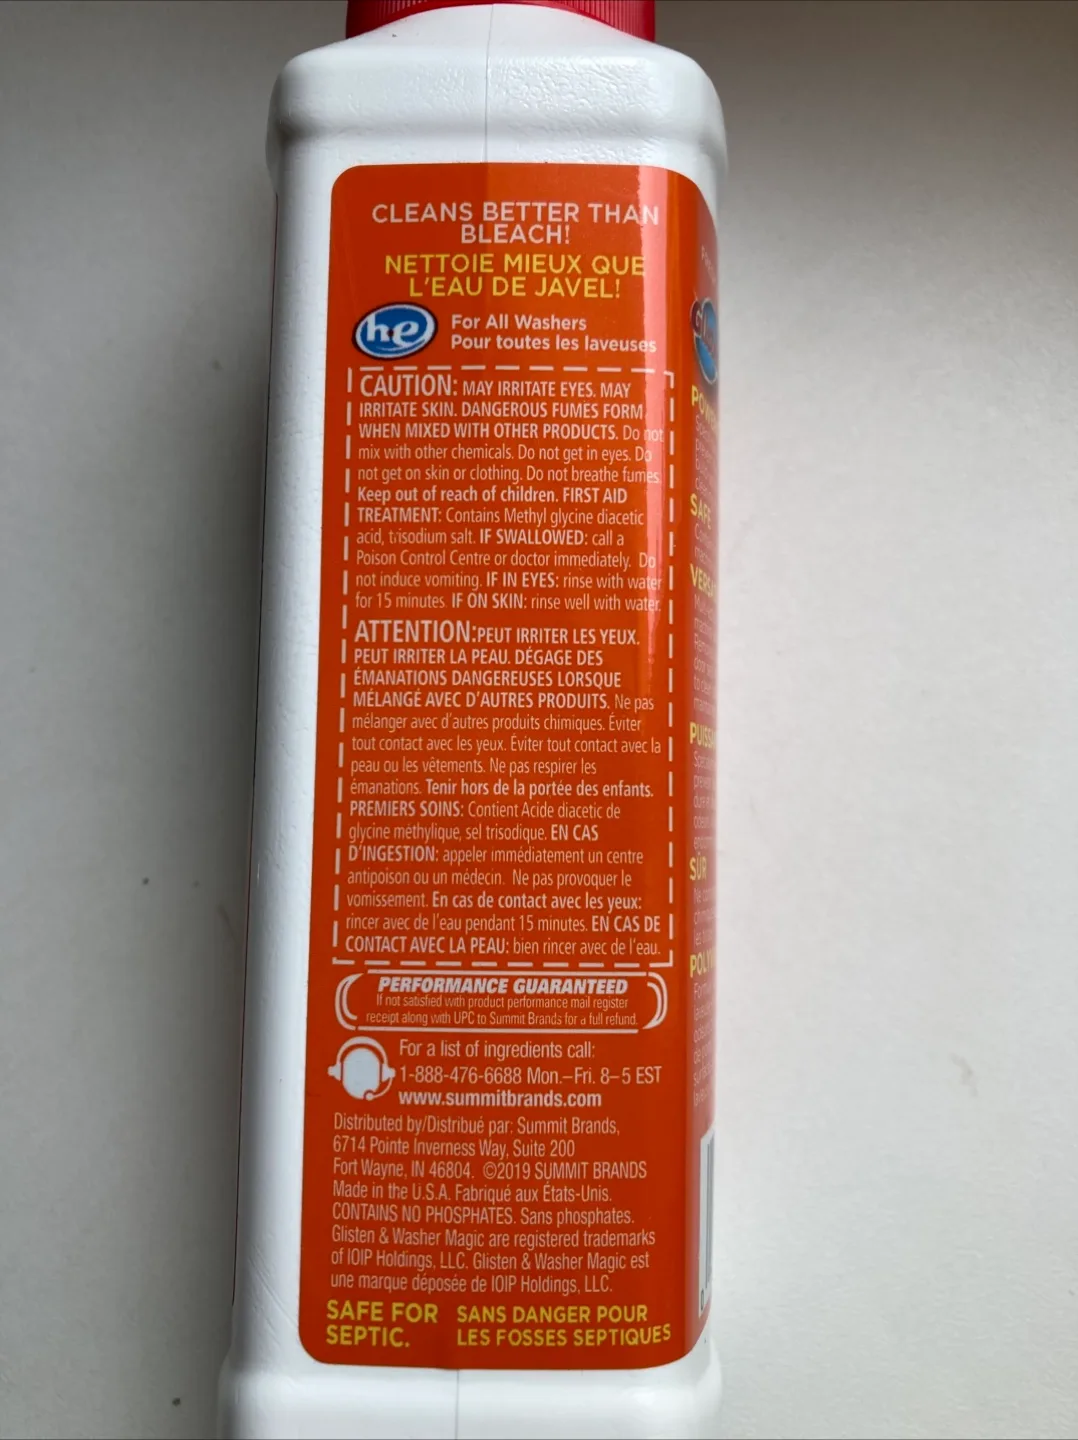 CLEANS BETTER THAN
BLEACH!
NETTOIE MIEUX QUE
L'EAU DE JAVEL!
he
For All Washers
Pour toutes les laveuses
CAUTION: MAY IRRITATE EYES. MAY
IRRITATE SKIN. DANGEROUS FUMES FORM
WHEN MIXED WITH OTHER PRODUCTS. Do not
mix with other chemicals. Do not get in eyes. Do
not get on skin or clothing. Do not breathe fumes.
Keep out of reach of children. FIRST AID
TREATMENT: Contains Methyl glycine diacetic
acid, trisodium salt. IF SWALLOWED: call a
Poison Control Centre or doctor immediately. Do
not induce vomiting. IF IN EYES: rinse with water
for 15 minutes IF ON SKIN: rinse well with water.
ATTENTION: PEUT IRRITER LES YEUX.
PEUT IRRITER LA PEAU. DÉGAGE DES
ÉMANATIONS DANGEREUSES LORSQUE
MÉLANGÉ AVEC D'AUTRES PRODUITS. Ne pas
mélanger avec d'autres produits chimiques. Éviter
tout contact avec les yeux. Éviter tout contact avec la
peau ou les vêtements. Ne pas respirer les
émanations. Tenir hors de la portée des enfants.
PREMIERS SOINS: Contient Acide diacetic de
glycine méthylique, sel trisodique. EN CAS
D'INGESTION: appeler immédiatement un centre
antipoison ou un médecin. Ne pas provoquer le
vomissement. En cas de contact avec les yeux:
rincer avec de l'eau pendant 15 minutes. EN CAS DE
CONTACT AVEC LA PEAU: bien rincer avec de l'eau.
PERFORMANCE GUARANTEED
If not satisfied with product performance mail register
receipt along with UPC to Summit Brands for a full refund.
For a list of ingredients call:
1-888-476-6688 Mon.–Fri. 8–5 EST
www.summitbrands.com
Distributed by/Distribué par: Summit Brands,
6714 Pointe Inverness Way, Suite 200
Fort Wayne, IN 46804. ©2019 SUMMIT BRANDS
Made in the U.S.A. Fabriqué aux États-Unis.
CONTAINS NO PHOSPHATES. Sans phosphates.
Glisten & Washer Magic are registered trademarks
of IOIP Holdings, LLC. Glisten & Washer Magic est
une marque déposée de IOIP Holdings, LLC.
SAFE FOR
SEPTIC.
SANS DANGER POUR
LES FOSSES SEPTIQUES
SAFE
SÛR